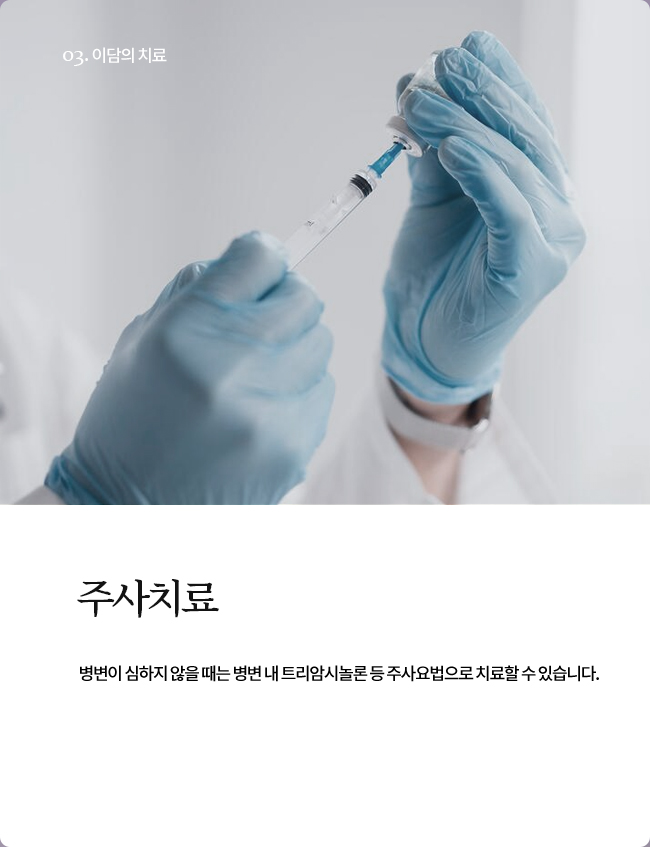 03. 이담의 치료
주사치료
병변이 심하지 않을 때는 병변 내 트리암시놀론 등 주사요법으로 치료할 수 있습니다.